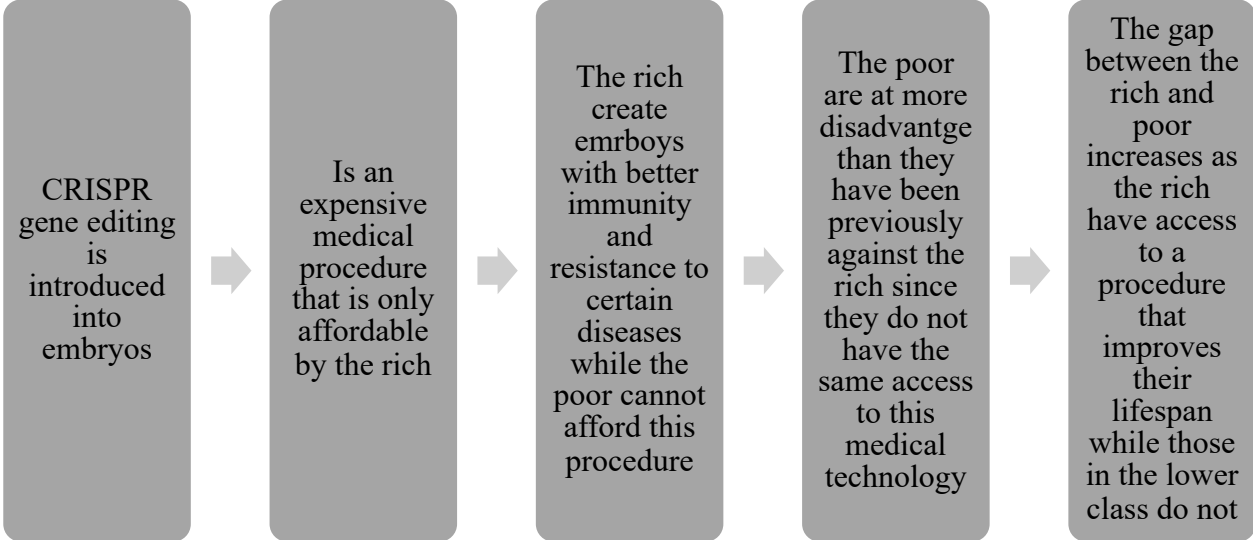 CRISPR
gene editing
is
introduced
into
embryos
Is an
expensive
medical
procedure
that is only
affordable
by the rich
The rich
create
emrboys
with better
immunity
and
resistance to
certain
diseases
while the
poor cannot
afford this
procedure
The poor
are at more
disadvantge
than they
have been
previously
against the
rich since
they do not
have the
same access
to this
medical
technology
The gap
between the
rich and
poor
increases as
the rich
have access
to a
procedure
that
improves
their
lifespan
while those
in the lower
class do not